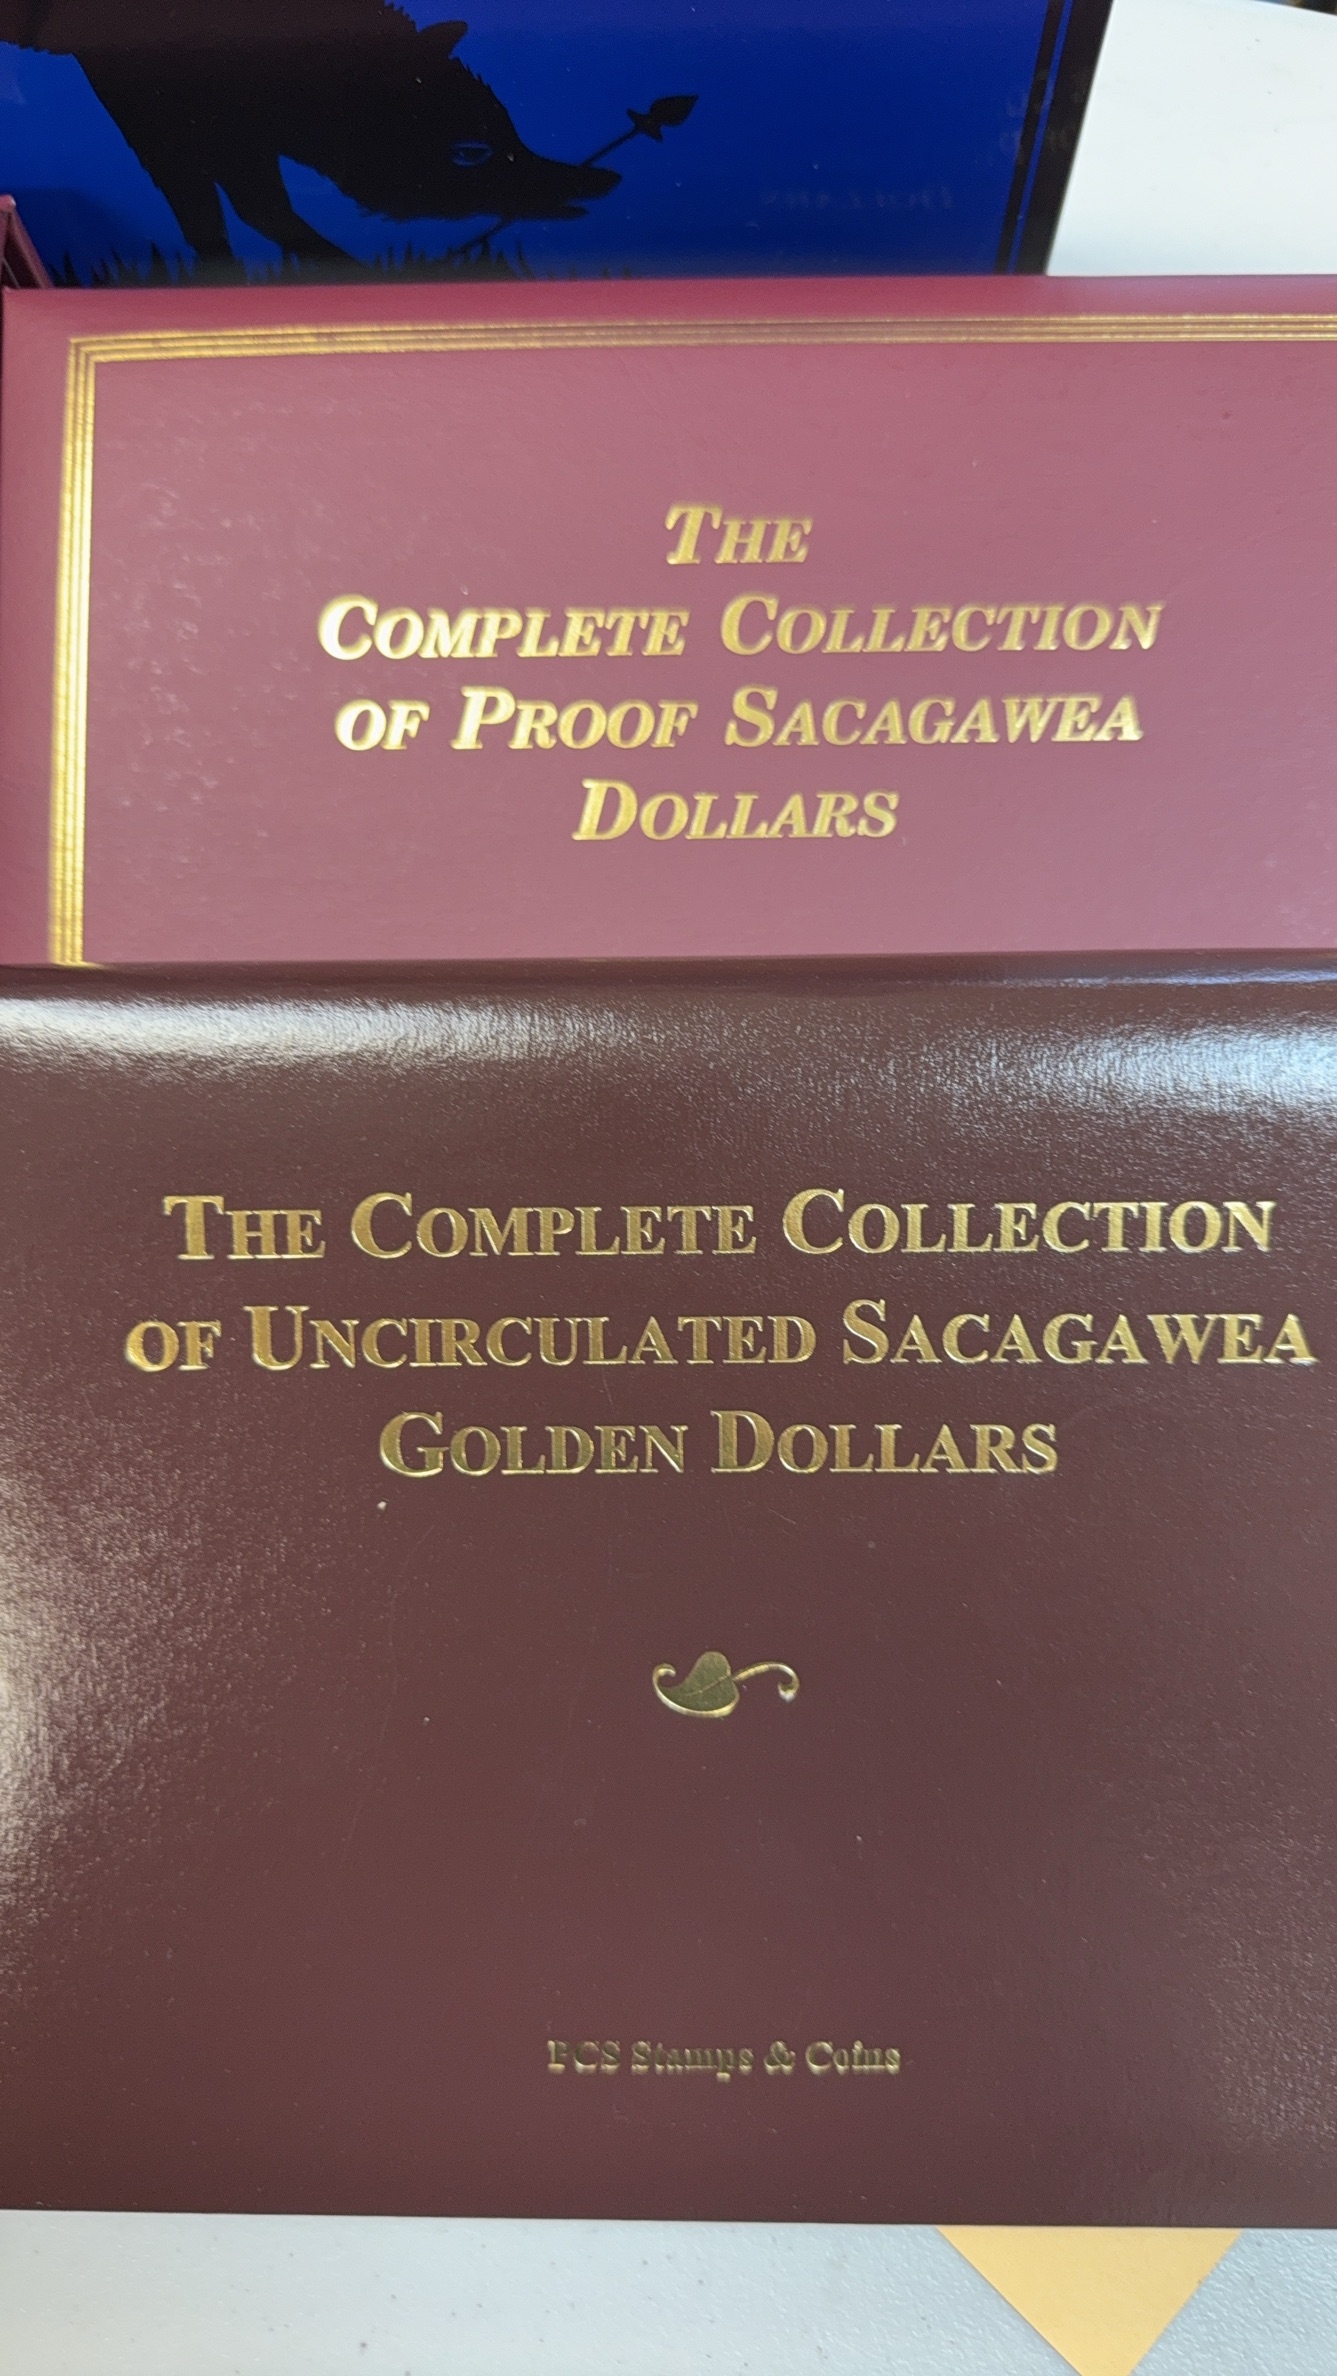 THE
COMPLETE COLLECTION
OF PROOF SACAGAWEA
DOLLARS
THE COMPLETE COLLECTION
OF UNCIRCULATED SACAGAWEA
GOLDEN DOLLARS
PCS Stamps & Coins